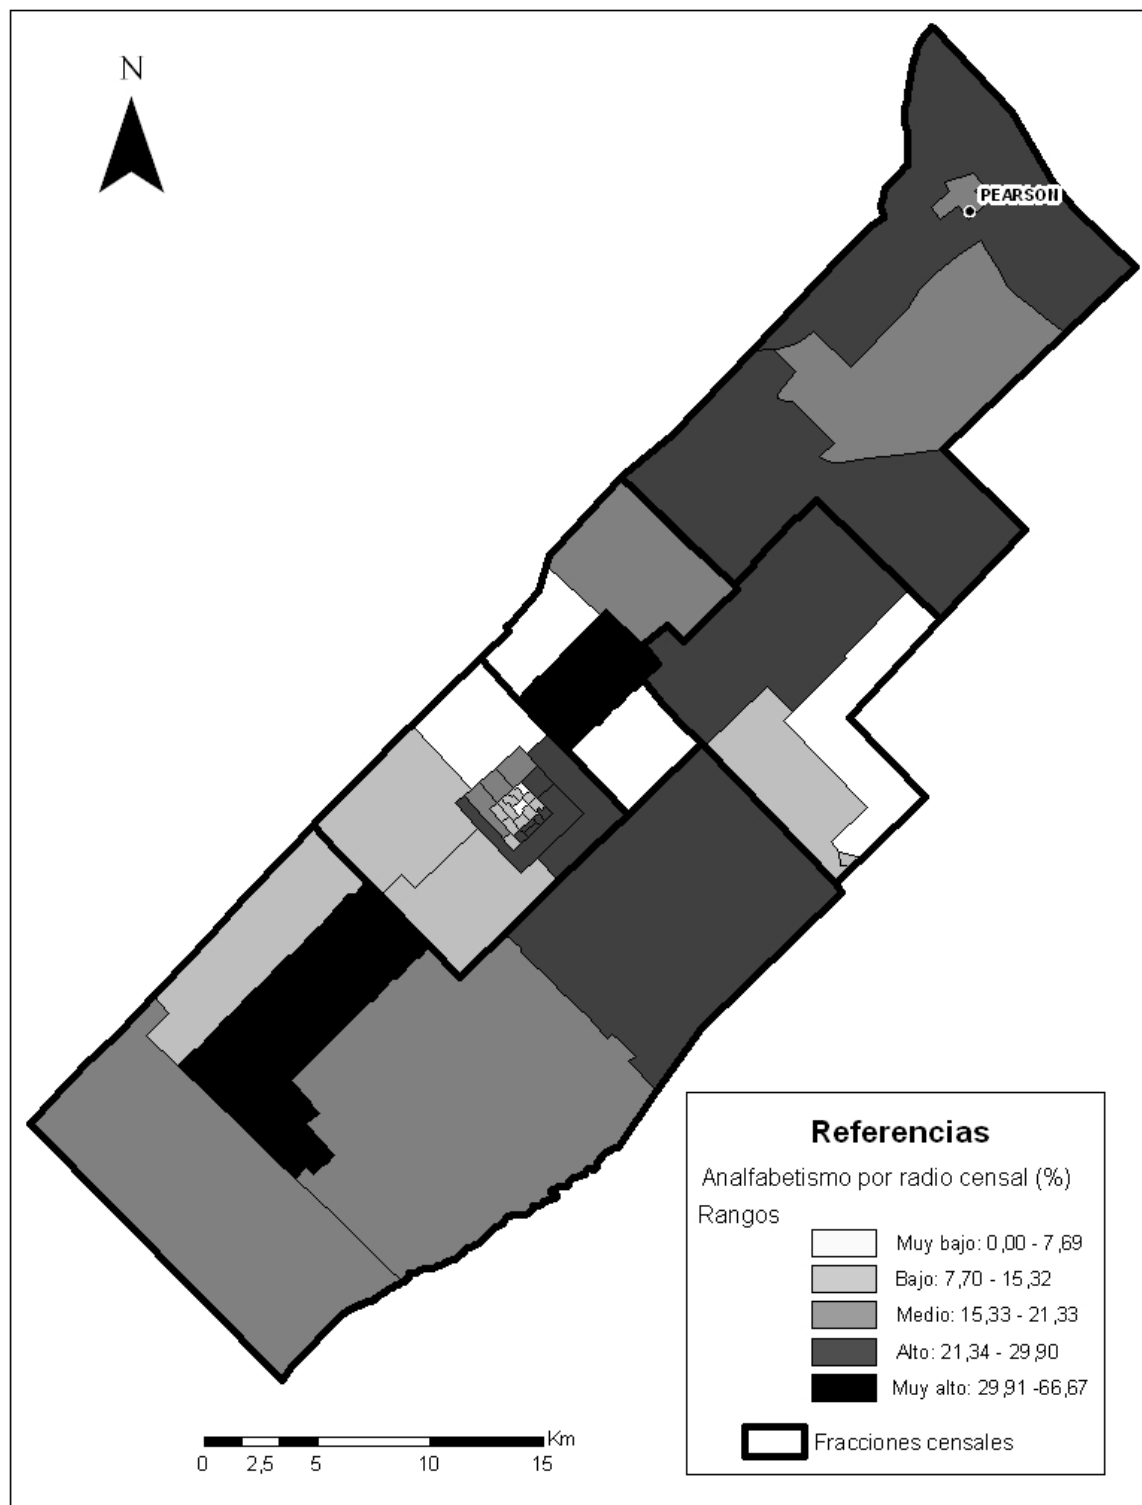 N
PEARSON
Referencias
Analfabetismo por radio censal (%)
Rangos
Muy bajo: 0,00 - 7,69
Bajo: 7,70 - 15,32
Medio: 15,33 - 21,33
Alto: 21,34 - 29,90
Muy alto: 29,91 -66,67
Fracciones censales
Km
0 2,5 5 10 15